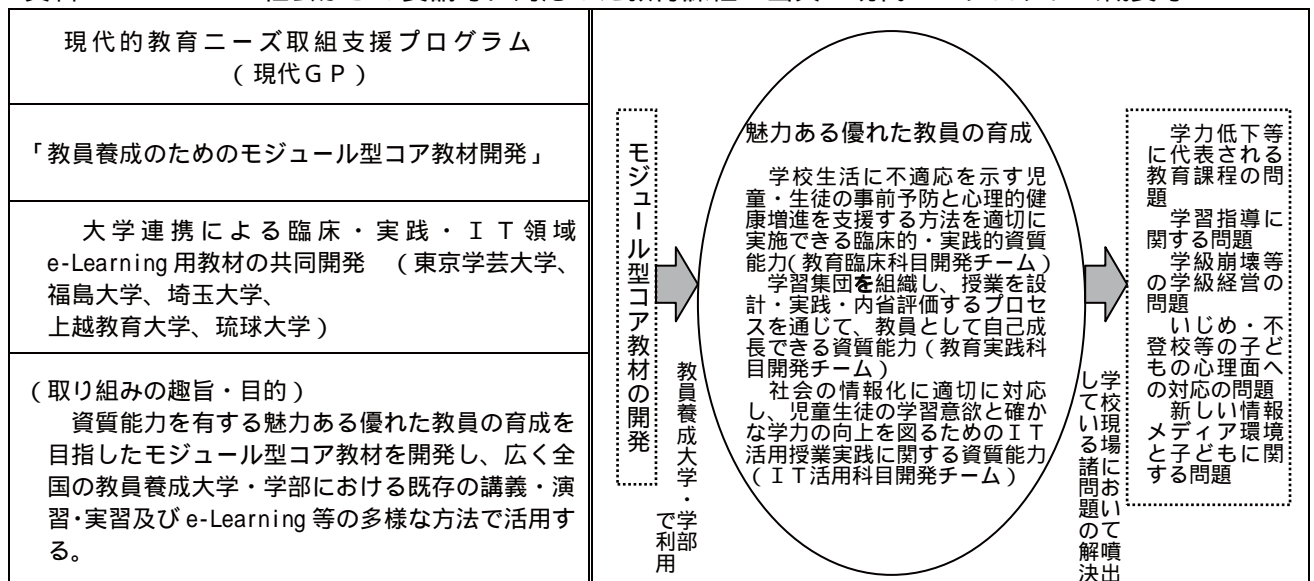 現代的教育ニーズ取組支援プログラム
(現代GP)
「教員養成のためのモジュール型コア教材開発」
大学連携による臨床・実践・IT領域
e-Learning 用教材の共同開発 (東京学芸大学、
福島大学、埼玉大学、
上越教育大学、琉球大学)
(取り組みの趣旨・目的)
資質能力を有する魅力ある優れた教員の育成を
目指したモジュール型コア教材を開発し、広く全
国の教員養成大学・学部における既存の講義・演
習・実習及び e-Learning 等の多様な方法で活用す
る。
モジュール型コア教材の開発
教員養成大学・学部
で利用
魅力ある優れた教員の育成
学校生活に不適応を示す児
童・生徒の事前予防と心理的健
康増進を支援する方法を適切に
実施できる臨床的・実践的資質
能力(教育臨床科目開発チーム)
学習集団を組織し、授業を設
計・実践・内省評価するプロセ
スを通じて、教員として自己成
長できる資質能力(教育実践科
目開発チーム)
社会の情報化に適切に対応
し、児童生徒の学習意欲と確か
な学力の向上を図るためのIT
活用授業実践に関する資質能力
(IT活用科目開発チーム)
学校現場において噴出
している諸問題の解決
学力低下等
に代表される
教育課程の問
題
学習指導に
関する問題
学級崩壊等
の学級経営の
問題
いじめ・不
登校等の子ど
もの心理面へ
の対応の問題
新しい情報
メディア環境
と子どもに関
する問題